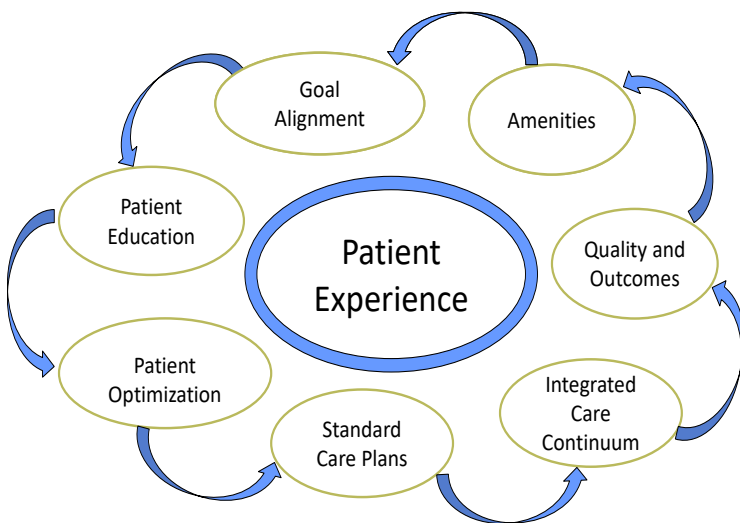 Goal
Alignment
Amenities
Patient
Education
Patient
Experience
Quality and
Outcomes
Patient
Optimization
Standard
Care Plans
Integrated
Care
Continuum